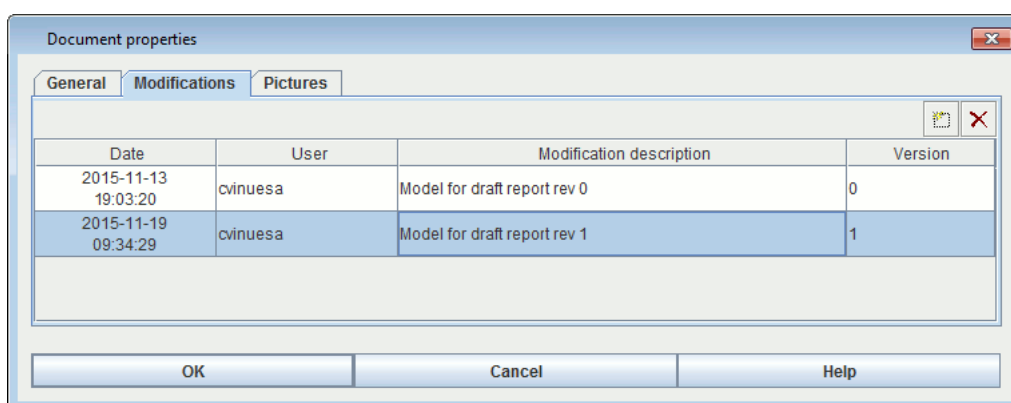 Document properties
General Modifications Pictures
Date User Modification description Version
2015-11-13
19:03:20 cvinuesa Model for draft report rev 0 0
2015-11-19
09:34:29 cvinuesa Model for draft report rev 1 1
OK Cancel Help